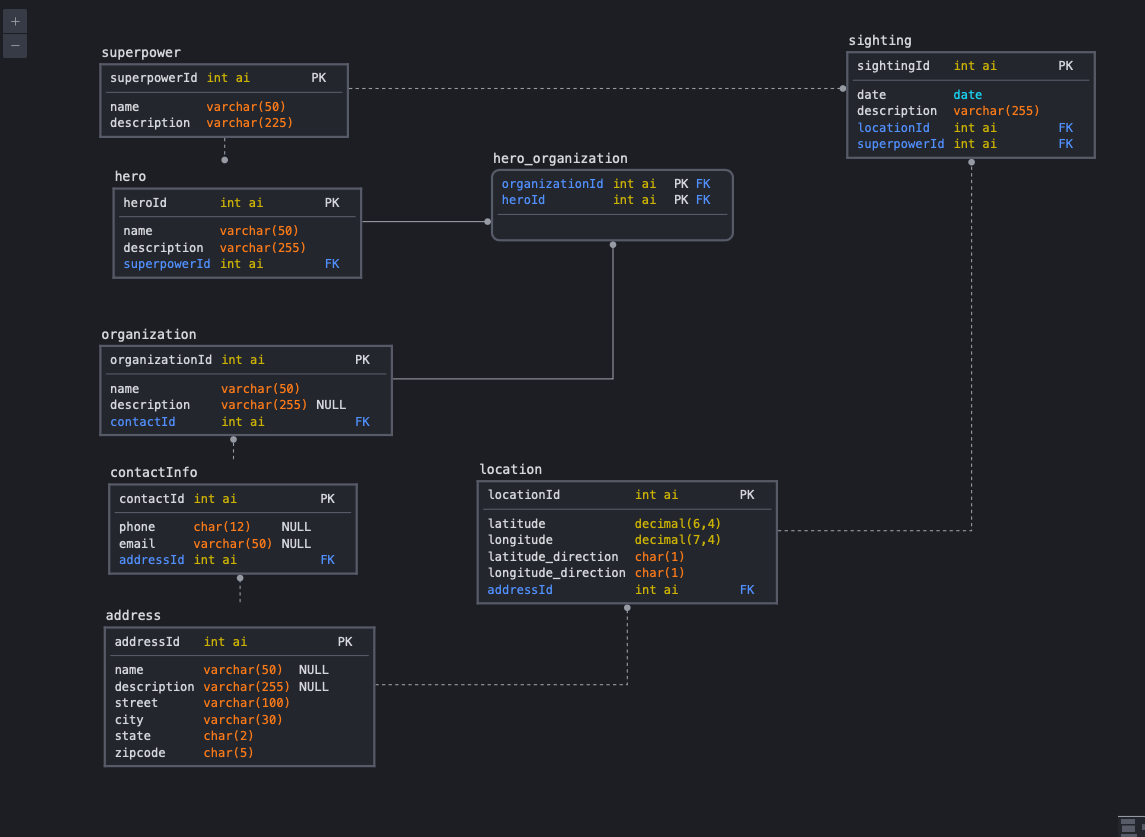 +
−
superpower
superpowerId int ai PK
name varchar(50)
description varchar(225)
sighting
sightingId int ai PK
date date
description varchar(255)
locationId int ai FK
superpowerId int ai FK
hero_organization
organizationId int ai PK FK
heroId int ai PK FK
hero
heroId int ai PK
name varchar(50)
description varchar(255)
superpowerId int ai FK
organization
organizationId int ai PK
name varchar(50)
description varchar(255) NULL
contactId int ai FK
contactInfo
contactId int ai PK
phone char(12) NULL
email varchar(50) NULL
addressId int ai FK
location
locationId int ai PK
latitude decimal(6,4)
longitude decimal(7,4)
latitude_direction char(1)
longitude_direction char(1)
addressId int ai FK
address
addressId int ai PK
name varchar(50) NULL
description varchar(255) NULL
street varchar(100)
city varchar(30)
state char(2)
zipcode char(5)